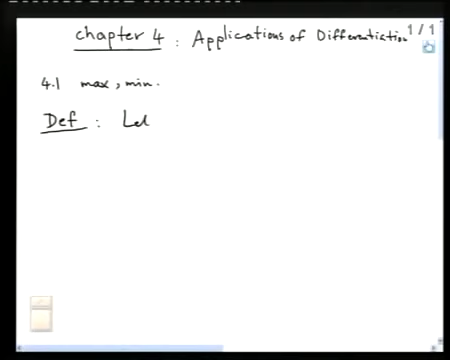 1 / 1
chapter 4 : Applications of Differentiation
4.1 max, min.
Def : Let